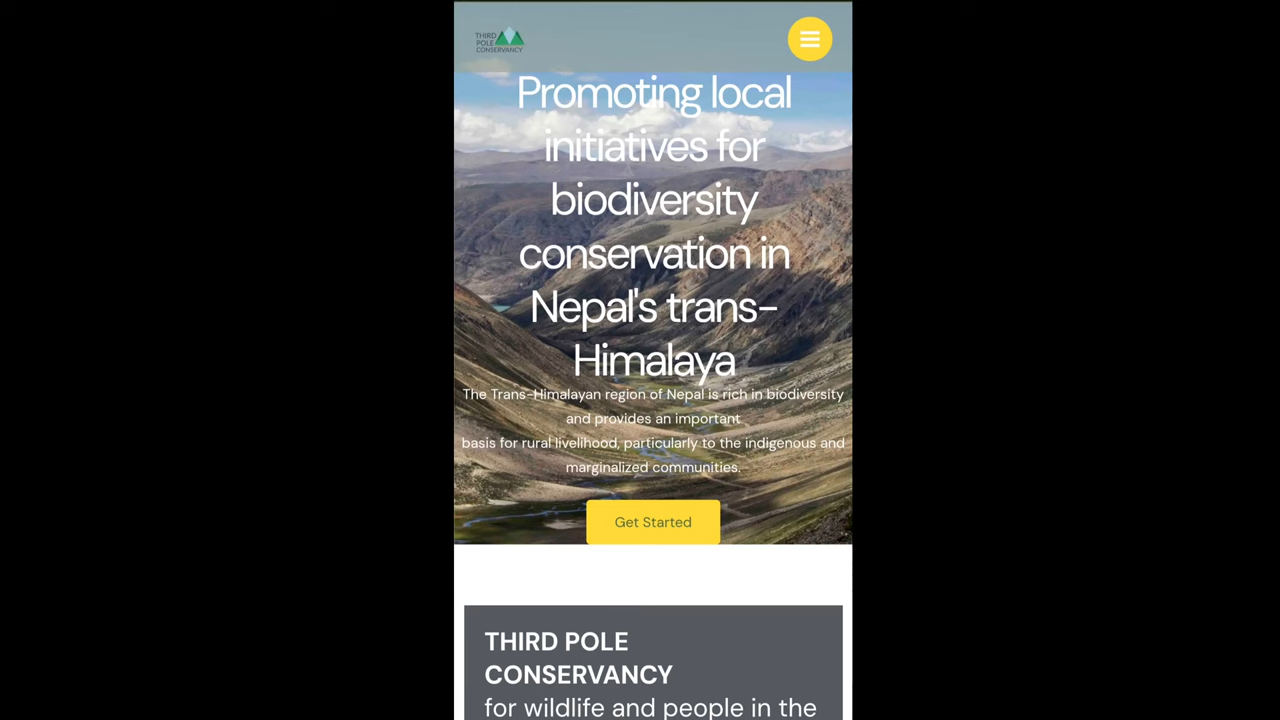 THIRD
POLE
CONSERVANCY
Promoting local
initiatives for
biodiversity
conservation in
Nepal's trans-
Himalaya
The Trans-Himalayan region of Nepal is rich in biodiversity
and provides an important
basis for rural livelihood, particularly to the indigenous and
marginalized communities.
Get Started
THIRD POLE
CONSERVANCY
for wildlife and people in the